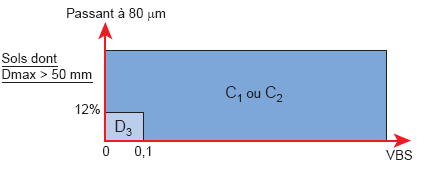 Passant à 80 μm
Sols dont
Dmax > 50 mm
C1 ou C2
12%
D3
0
0,1
VBS